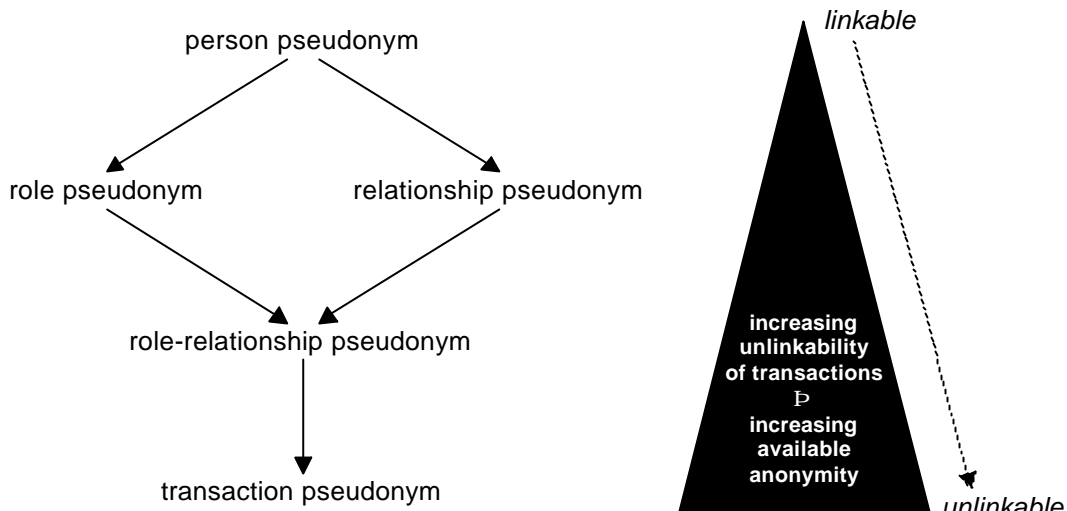 person pseudonym
linkable
role pseudonym
relationship pseudonym
role-relationship pseudonym
transaction pseudonym
increasing
unlinkability
of transactions
Þ
increasing
available
anonymity
unlinkable